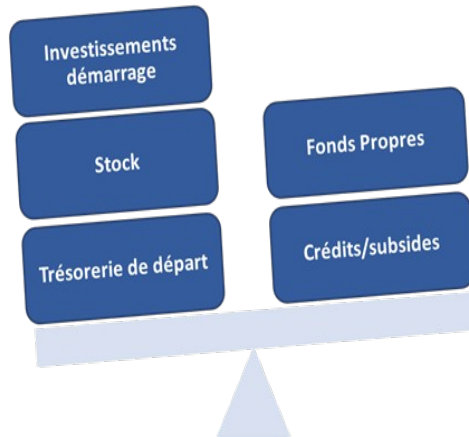 Investissements
démarrage
Stock
Trésorerie de départ
Fonds Propres
Crédits/subsides